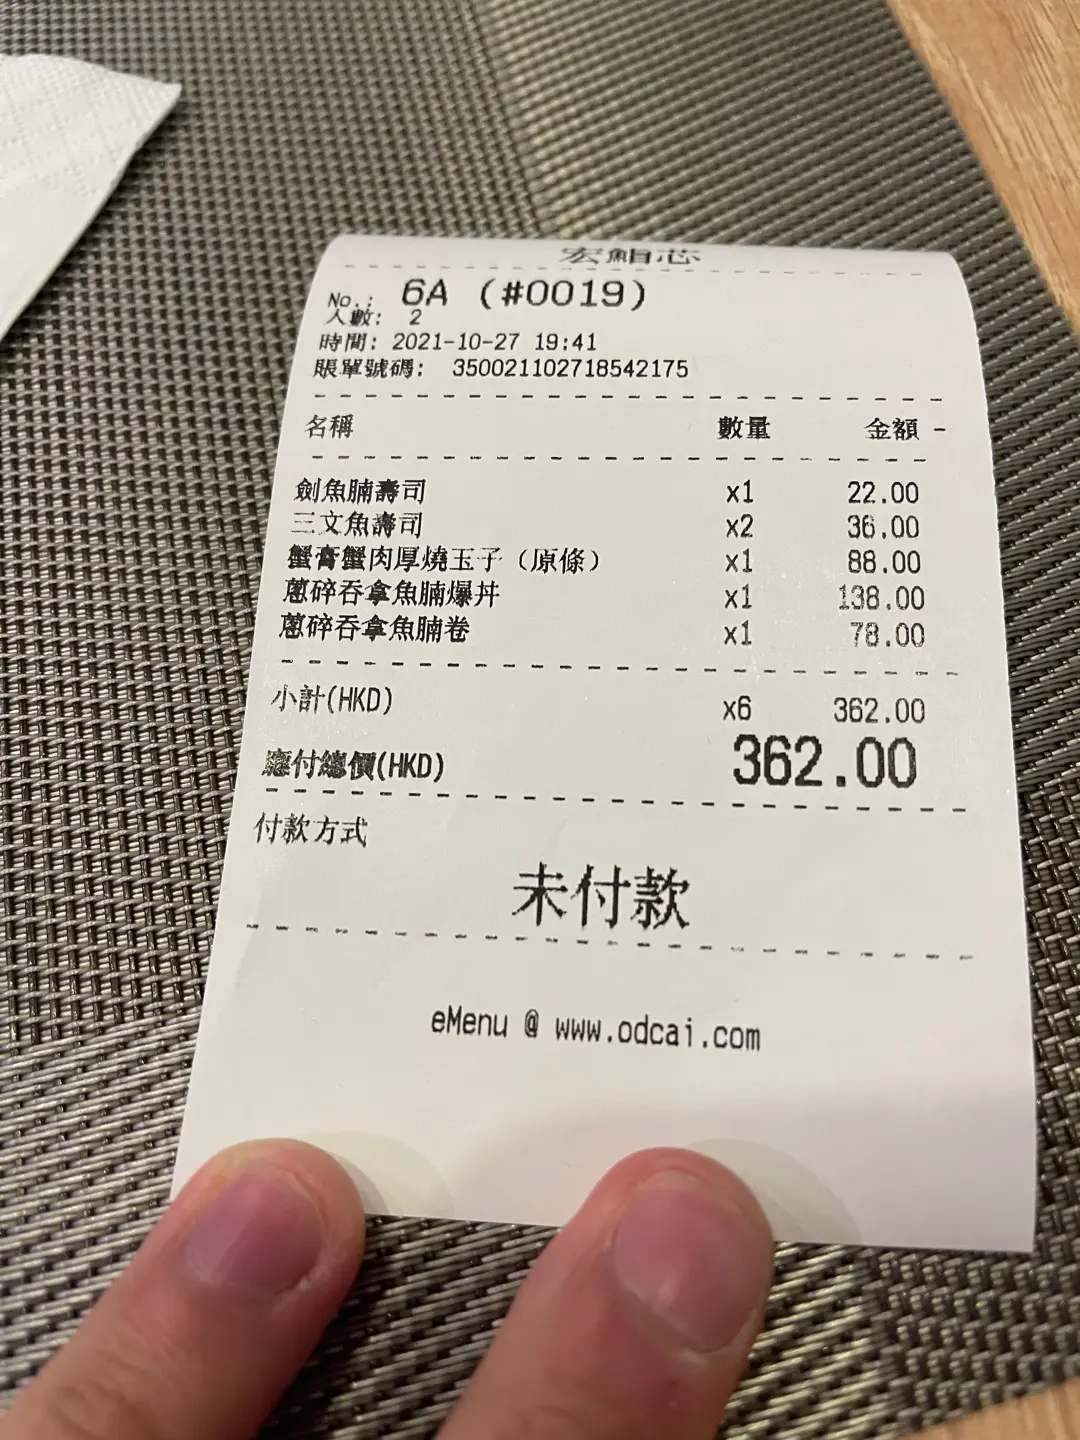 宏鮨芯
No.: 6A (#0019)
人數: 2
時間: 2021-10-27 19:41
賬單號碼: 350021102718542175
名稱 數量 金額
劍魚腩壽司 x1 22.00
三文魚壽司 x2 36.00
蟹膏蟹肉厚燒玉子（原條） x1 88.00
蔥碎吞拿魚腩爆丼 x1 138.00
蔥碎吞拿魚腩卷 x1 78.00
小計(HKD) x6 362.00
應付總價(HKD) 362.00
付款方式
未付款
eMenu @ www.odcai.com